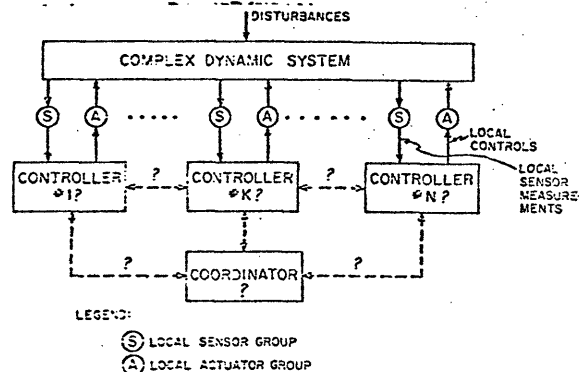 DISTURBANCES
COMPLEX DYNAMIC SYSTEM
S A ..... S A ...... S A
LOCAL CONTROLS
LOCAL SENSOR MEASURE-MENTS
CONTROLLER #1?
?
CONTROLLER #K?
?
CONTROLLER #N?
?
?
?
COORDINATOR ?
LEGEND:
S LOCAL SENSOR GROUP
A LOCAL ACTUATOR GROUP